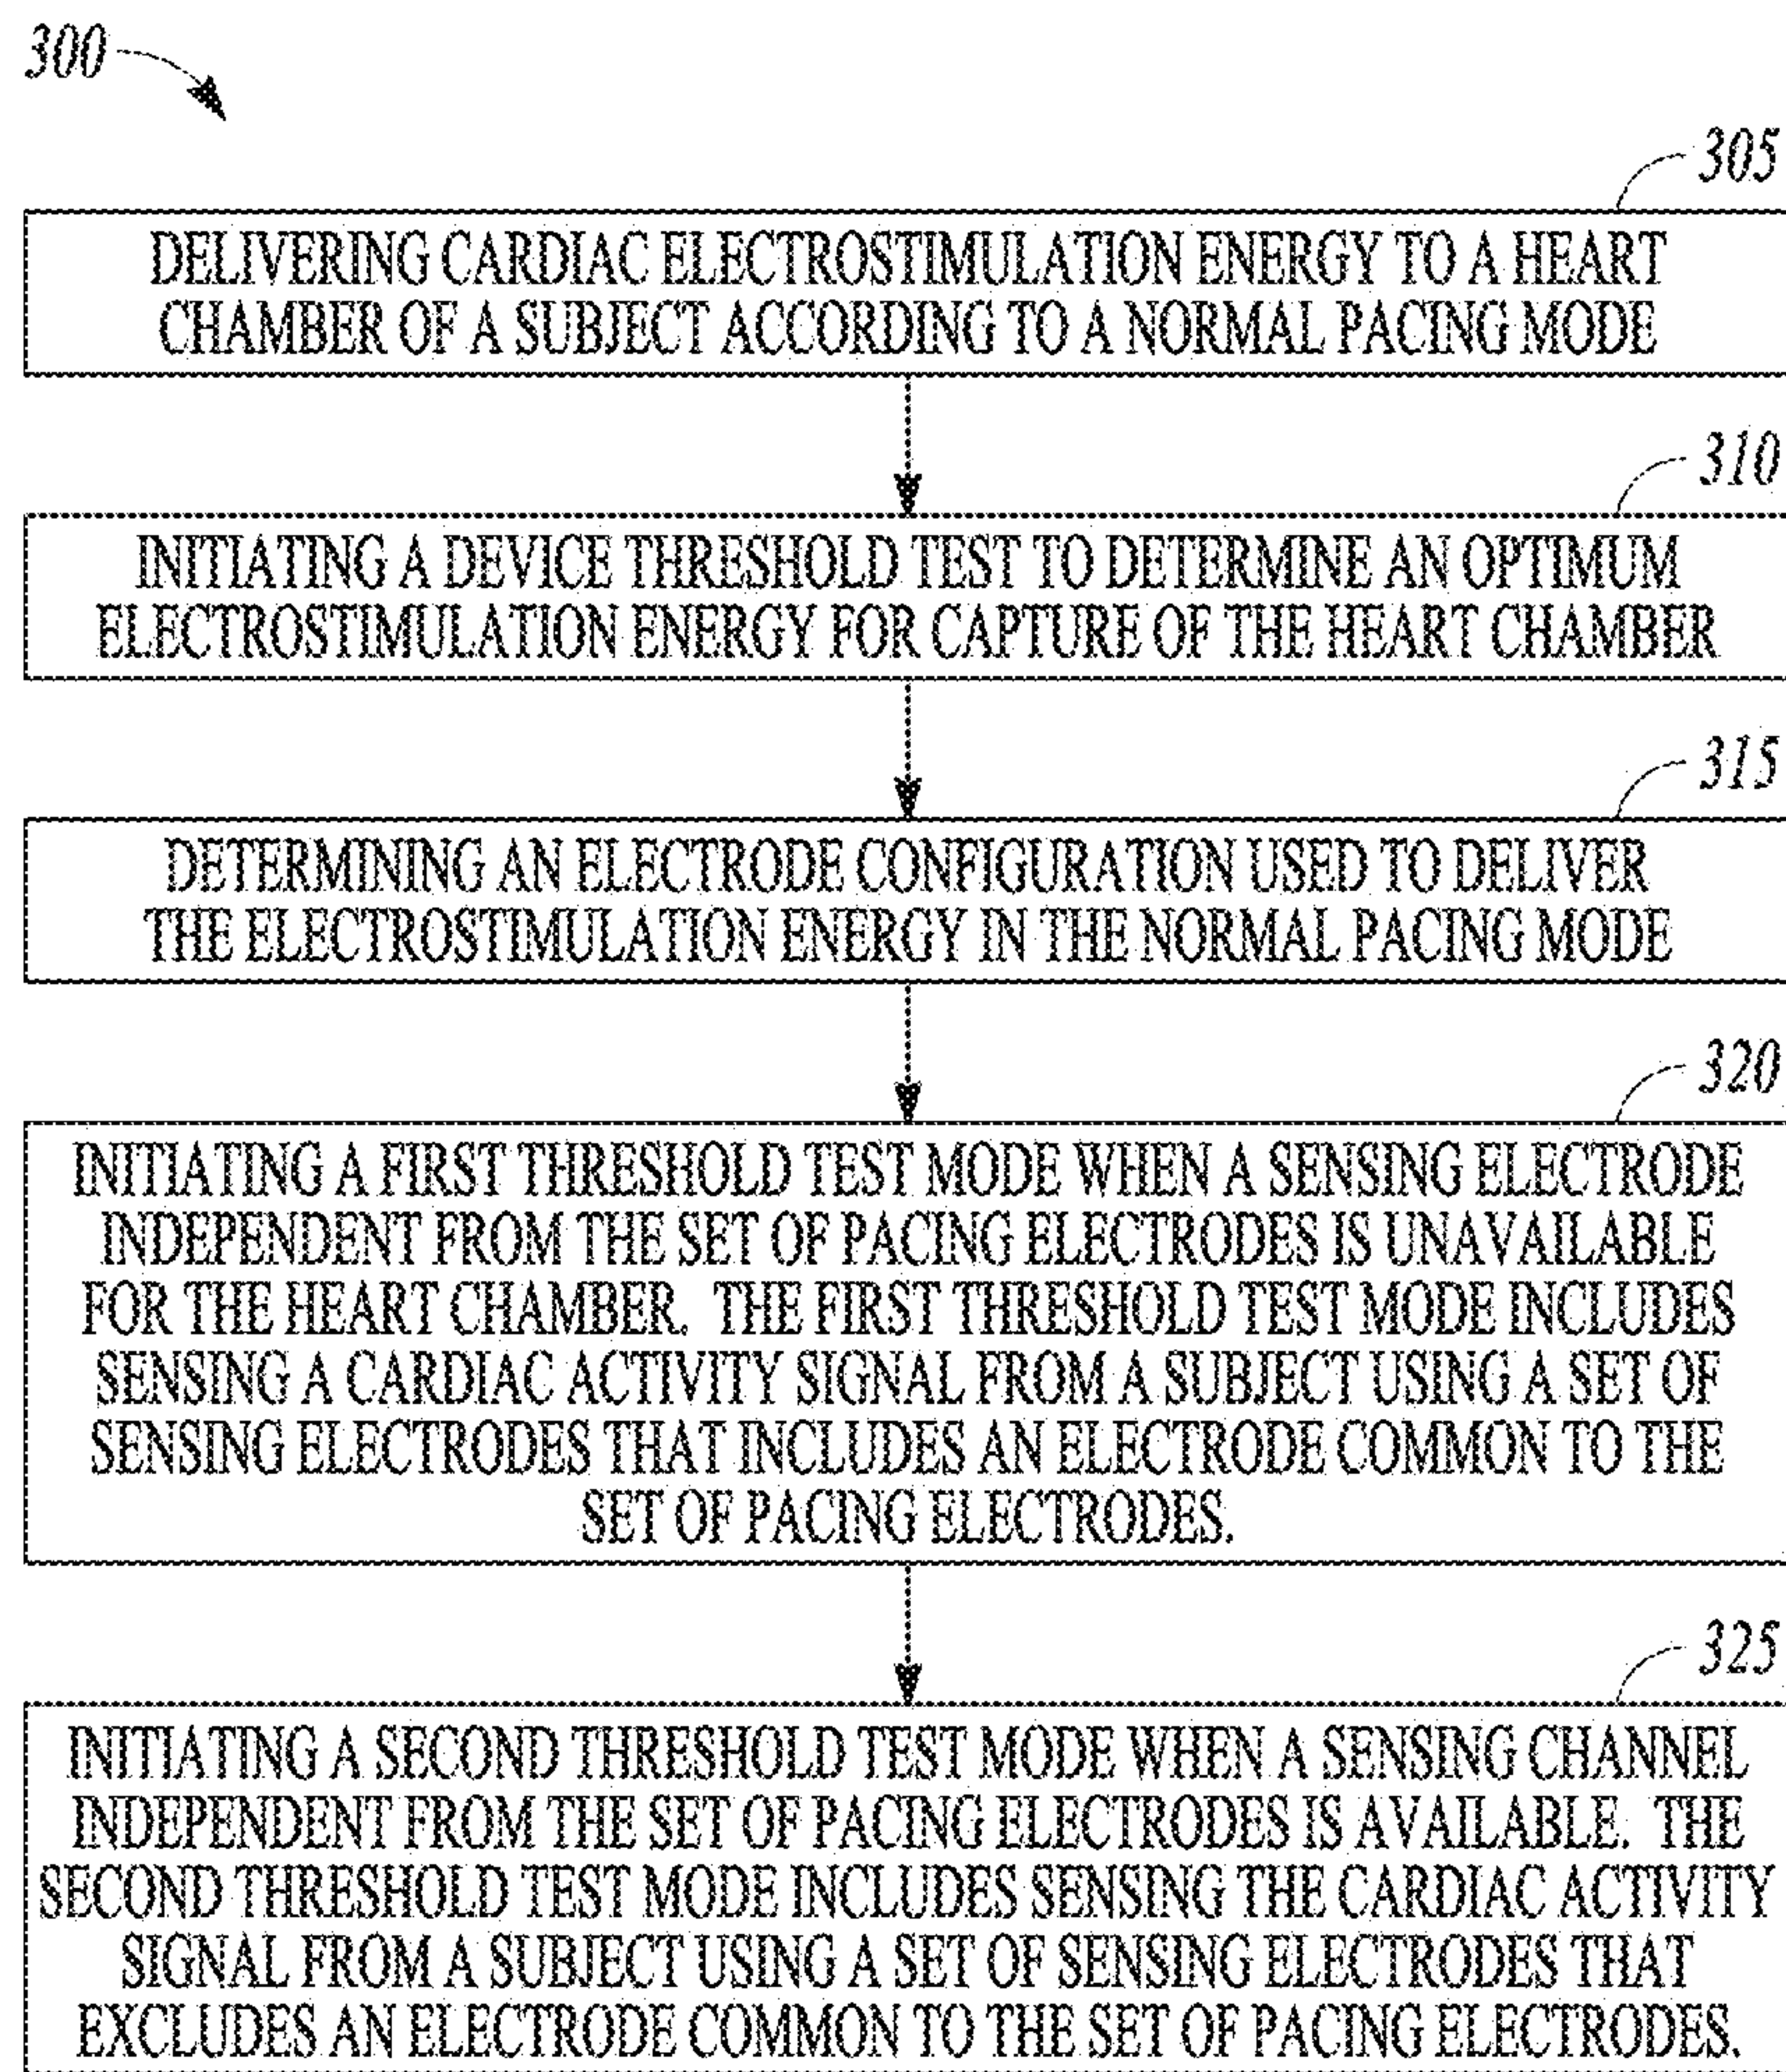 300
305
DELIVERING CARDIAC ELECTROSTIMULATION ENERGY TO A HEART
CHAMBER OF A SUBJECT ACCORDING TO A NORMAL PACING MODE
310
INITIATING A DEVICE THRESHOLD TEST TO DETERMINE AN OPTIMUM
ELECTROSTIMULATION ENERGY FOR CAPTURE OF THE HEART CHAMBER
315
DETERMINING AN ELECTRODE CONFIGURATION USED TO DELIVER
THE ELECTROSTIMULATION ENERGY IN THE NORMAL PACING MODE
320
INITIATING A FIRST THRESHOLD TEST MODE WHEN A SENSING ELECTRODE
INDEPENDENT FROM THE SET OF PACING ELECTRODES IS UNAVAILABLE
FOR THE HEART CHAMBER. THE FIRST THRESHOLD TEST MODE INCLUDES
SENSING A CARDIAC ACTIVITY SIGNAL FROM A SUBJECT USING A SET OF
SENSING ELECTRODES THAT INCLUDES AN ELECTRODE COMMON TO THE
SET OF PACING ELECTRODES.
325
INITIATING A SECOND THRESHOLD TEST MODE WHEN A SENSING CHANNEL
INDEPENDENT FROM THE SET OF PACING ELECTRODES IS AVAILABLE. THE
SECOND THRESHOLD TEST MODE INCLUDES SENSING THE CARDIAC ACTIVITY
SIGNAL FROM A SUBJECT USING A SET OF SENSING ELECTRODES THAT
EXCLUDES AN ELECTRODE COMMON TO THE SET OF PACING ELECTRODES.